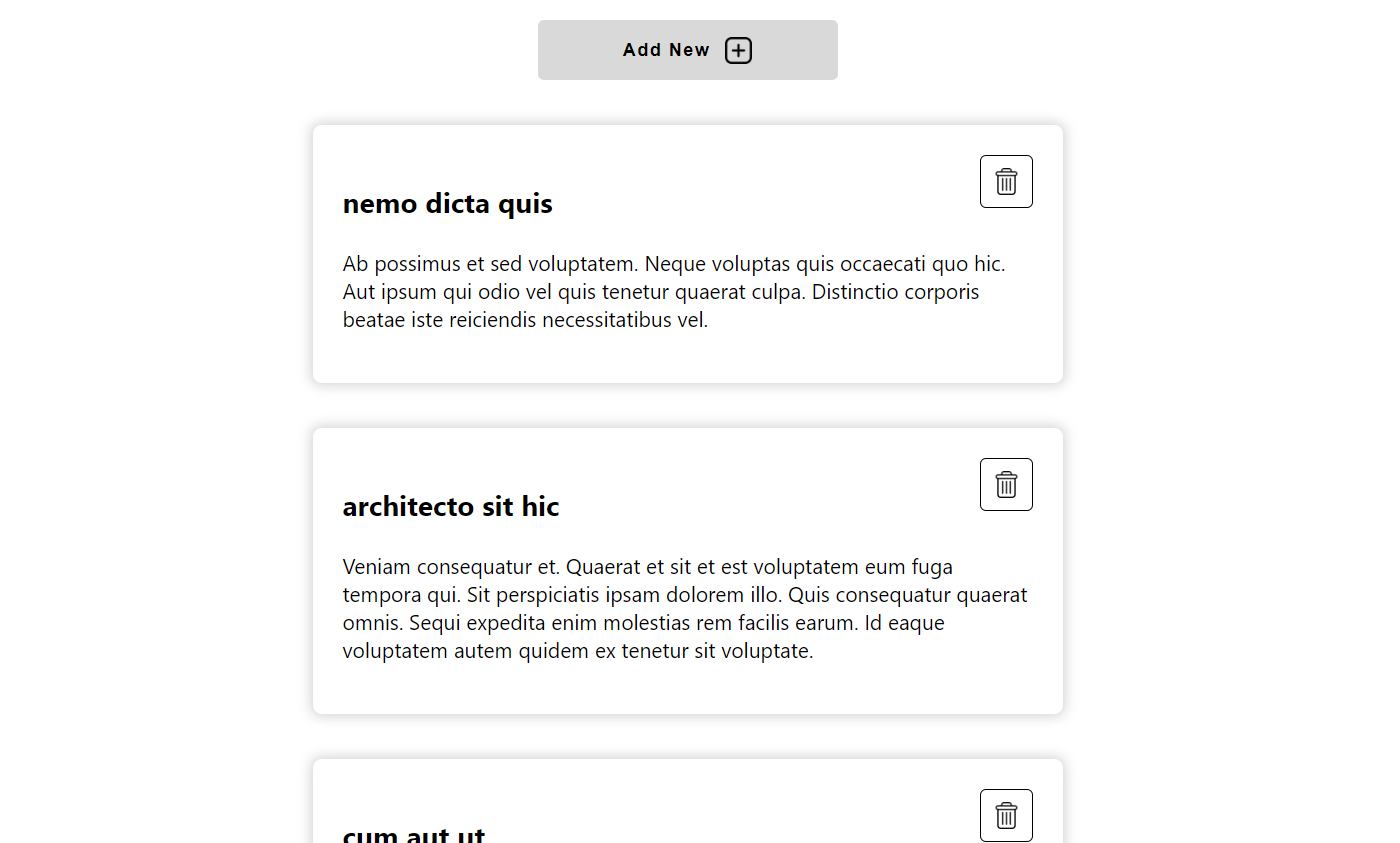 Add New
nemo dicta quis
Ab possimus et sed voluptatem. Neque voluptas quis occaecati quo hic.
Aut ipsum qui odio vel quis tenetur quaerat culpa. Distinctio corporis
beatae iste reiciendis necessitatibus vel.
architecto sit hic
Veniam consequatur et. Quaerat et sit et est voluptatem eum fuga
tempora qui. Sit perspiciatis ipsam dolorem illo. Quis consequatur quaerat
omnis. Sequi expedita enim molestias rem facilis earum. Id eaque
voluptatem autem quidem ex tenetur sit voluptate.
cum aut ut